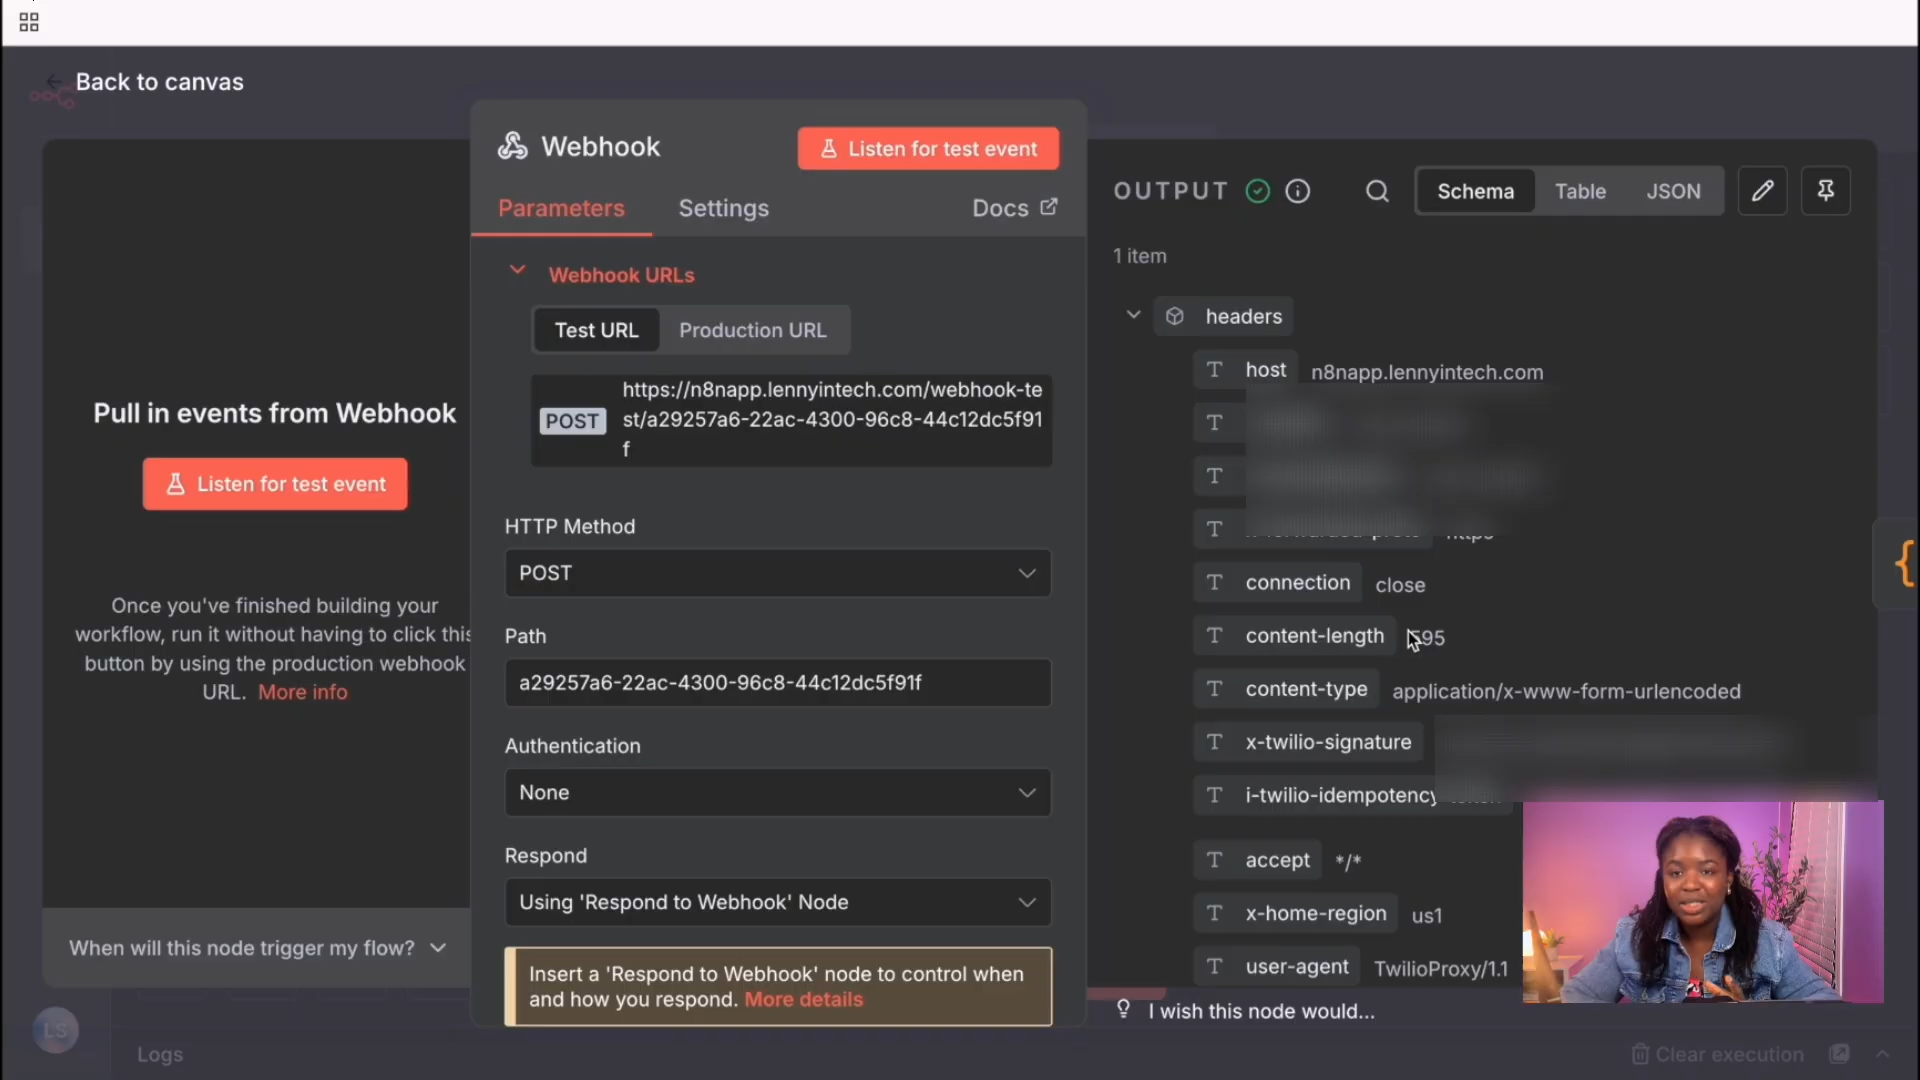 Back to canvas
Webhook
Listen for test event
Parameters
Settings
Docs
Webhook URLs
Test URL
Production URL
POST
https://n8napp.lennyintech.com/webhook-te
st/a29257a6-22ac-4300-96c8-44c12dc5f91
f
HTTP Method
POST
Path
a29257a6-22ac-4300-96c8-44c12dc5f91f
Authentication
None
Respond
Using 'Respond to Webhook' Node
Insert a 'Respond to Webhook' node to control when
and how you respond. More details
Pull in events from Webhook
Listen for test event
Once you've finished building your
workflow, run it without having to click this
button by using the production webhook
URL. More info
When will this node trigger my flow?
OUTPUT
Schema
Table
JSON
1 item
headers
T host n8napp.lennyintech.com
T
T
T https
T connection close
T content-length
T content-type application/x-www-form-urlencoded
T x-twilio-signature
T i-twilio-idempotency
T accept */*
T x-home-region us1
T user-agent TwilioProxy/1.1
I wish this node would...
{
LS
Logs
Clear execution